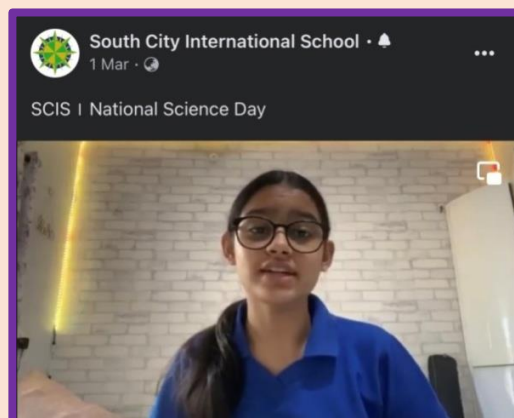 South City International School ·
1 Mar ·
SCIS I National Science Day